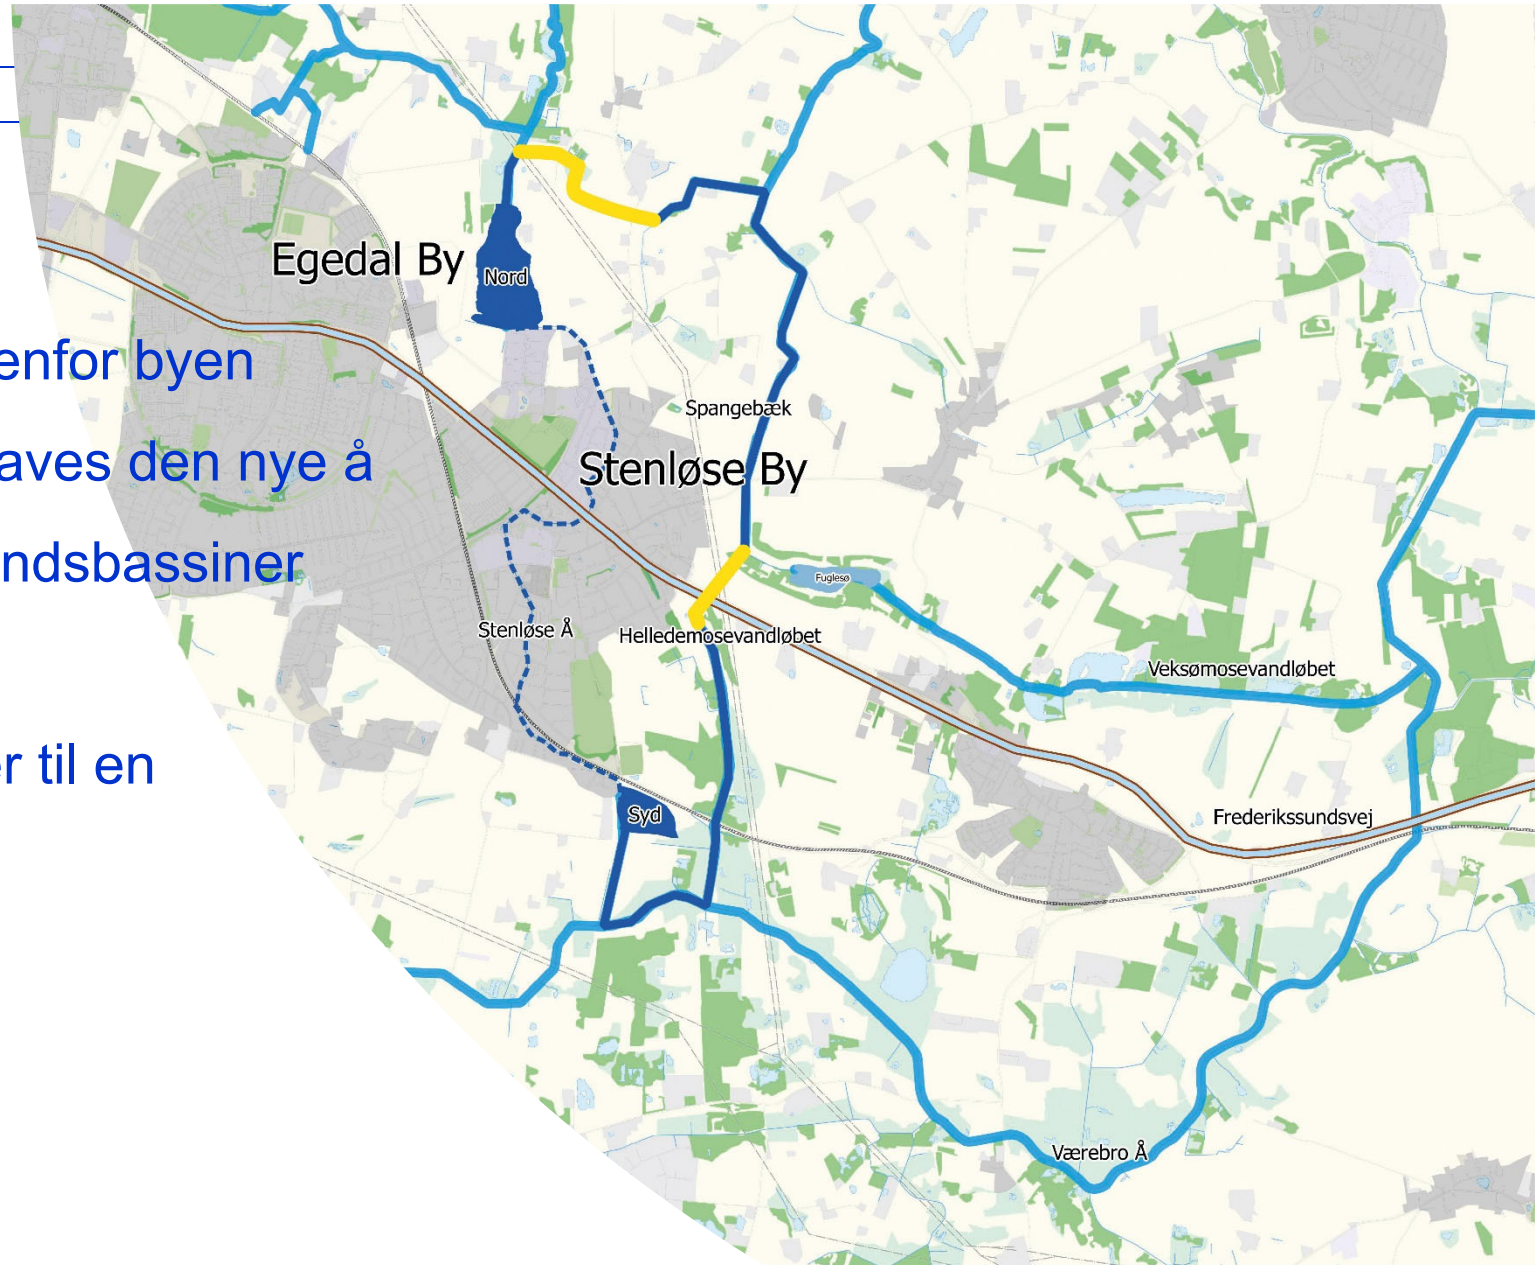 enfor byen
aves den nye å
ndsbassiner
r til en
Egedal By
Nord
Spangebæk
Stenløse By
Fuglesø
Stenløse Å
Helledemosevandløbet
Veksømosevandløbet
Syd
Frederikssundsvej
Værebro Å